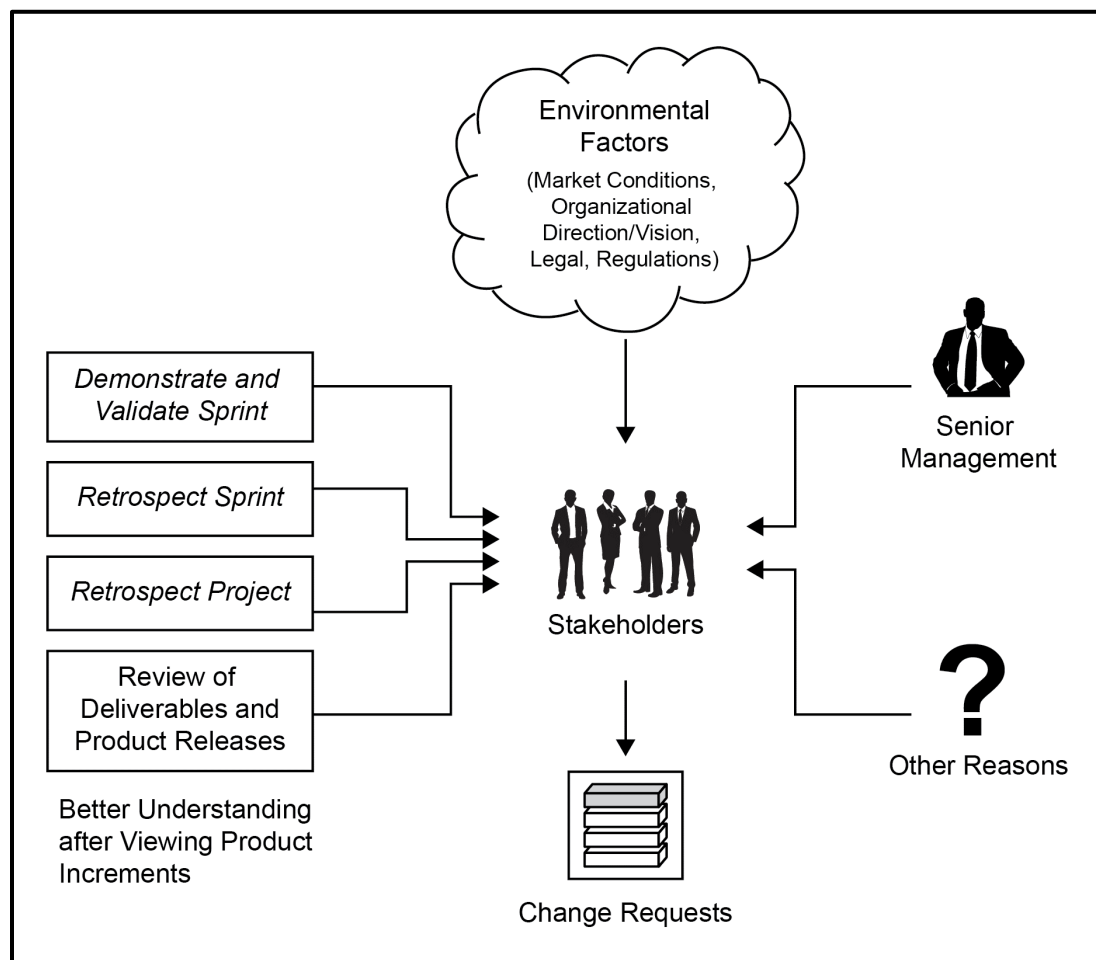 Environmental
Factors
(Market Conditions,
Organizational
Direction/Vision,
Legal, Regulations)
Demonstrate and
Validate Sprint
Retrospect Sprint
Retrospect Project
Review of
Deliverables and
Product Releases
Better Understanding
after Viewing Product
Increments
Stakeholders
Change Requests
Senior
Management
?
Other Reasons